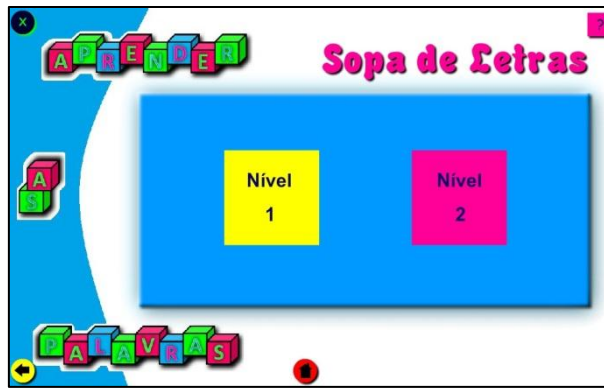 X
?
APRENDER
Sopa de Letras
AS
Nível
1
Nível
2
PALAVRAS